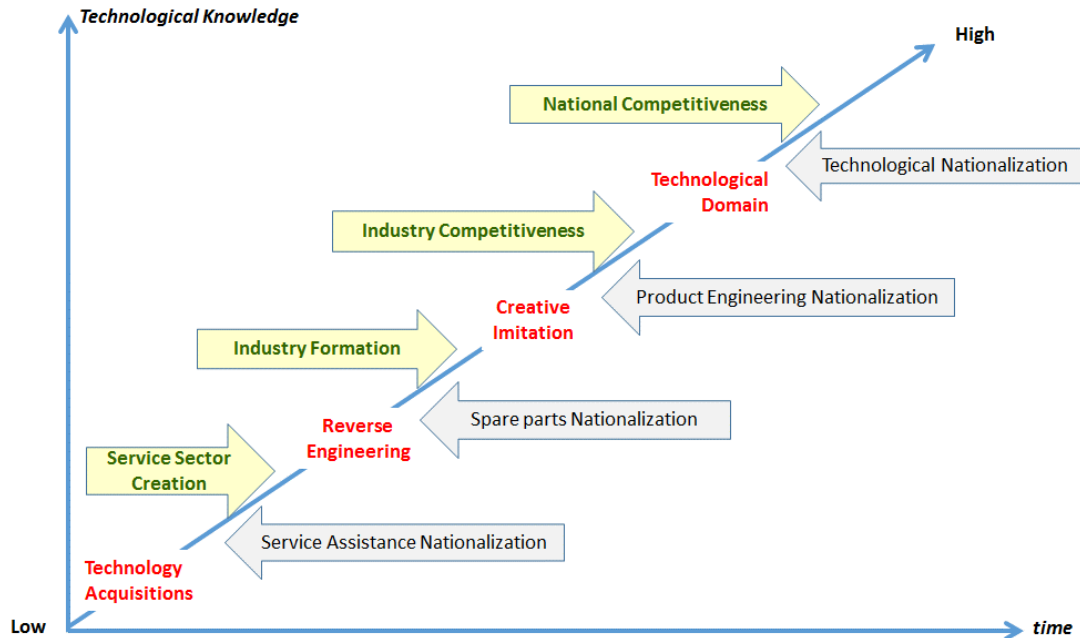 Technological Knowledge
High
National Competitiveness
Technological Nationalization
Technological
Domain
Industry Competitiveness
Product Engineering Nationalization
Creative
Imitation
Industry Formation
Spare parts Nationalization
Reverse
Engineering
Service Sector
Creation
Service Assistance Nationalization
Technology
Acquisitions
Low
time